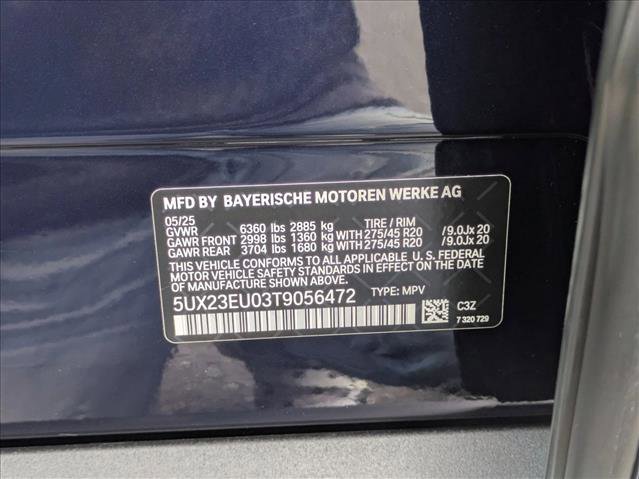 MFD BY BAYERISCHE MOTOREN WERKE AG
05/25
GVWR 6360 lbs 2885 kg TIRE / RIM
GAWR FRONT 2998 lbs 1360 kg WITH 275/45 R20 /9.0Jx 20
GAWR REAR 3704 lbs 1680 kg WITH 275/45 R20 /9.0Jx 20
THIS VEHICLE CONFORMS TO ALL APPLICABLE U.S. FEDERAL
MOTOR VEHICLE SAFETY STANDARDS
IN EFFECT ON THE DATE OF MANUFACTURE SHOWN ABOVE.
5UX23EU03T9056472 TYPE: MPV
C3Z
7 320 729